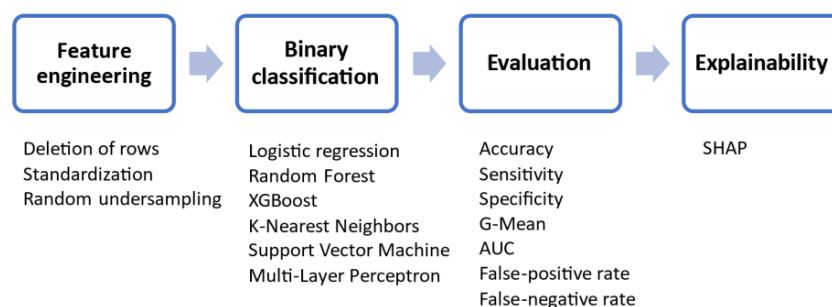 Feature
engineering
Binary
classification
Evaluation
Explainability
Deletion of rows
Standardization
Random undersampling
Logistic regression
Random Forest
XGBoost
K-Nearest Neighbors
Support Vector Machine
Multi-Layer Perceptron
Accuracy
Sensitivity
Specificity
G-Mean
AUC
False-positive rate
False-negative rate
SHAP